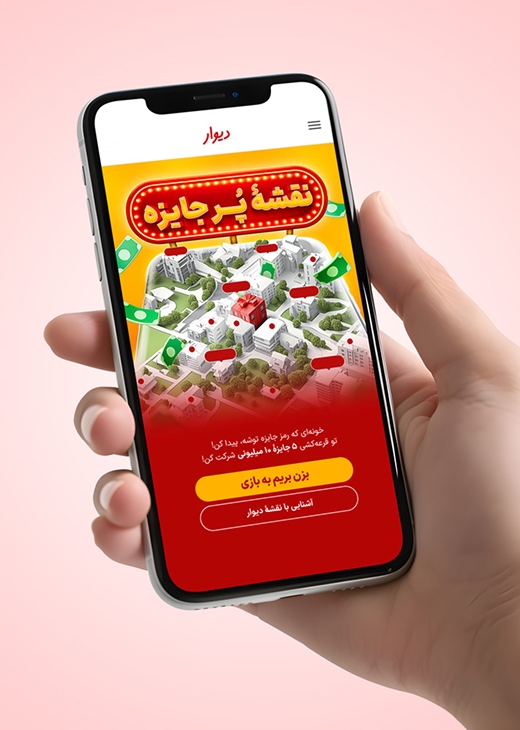 دیوار
نقشهٔ پُر جایزه
خونه‌ای که رمز جایزه توشه، پیدا کن!
تو قرعه‌کشی ۵ جایزهٔ ۱۰ میلیونی شرکت کن!
بزن بریم به بازی
آشنایی با نقشهٔ دیوار